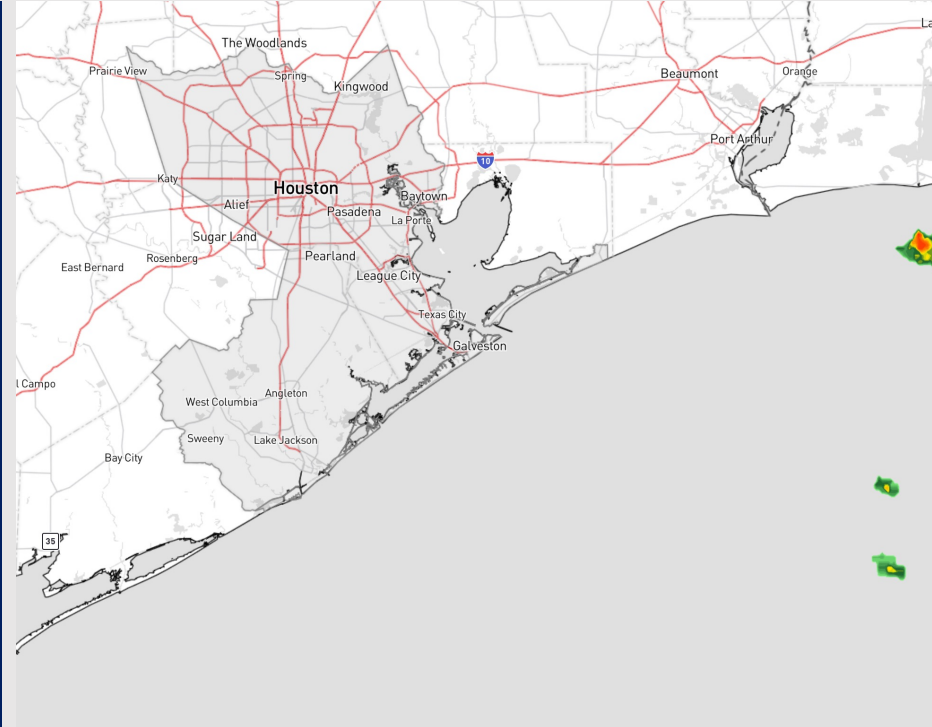 La
The Woodlands
Prairie View
Spring
Kingwood
Beaumont
Orange
Port Arthur
10
Katy
Houston
Baytown
Alief
Pasadena
La Porte
Sugar Land
Pearland
Rosenberg
East Bernard
League City
Texas City
Galveston
l Campo
Angleton
West Columbia
Sweeny
Lake Jackson
Bay City
35